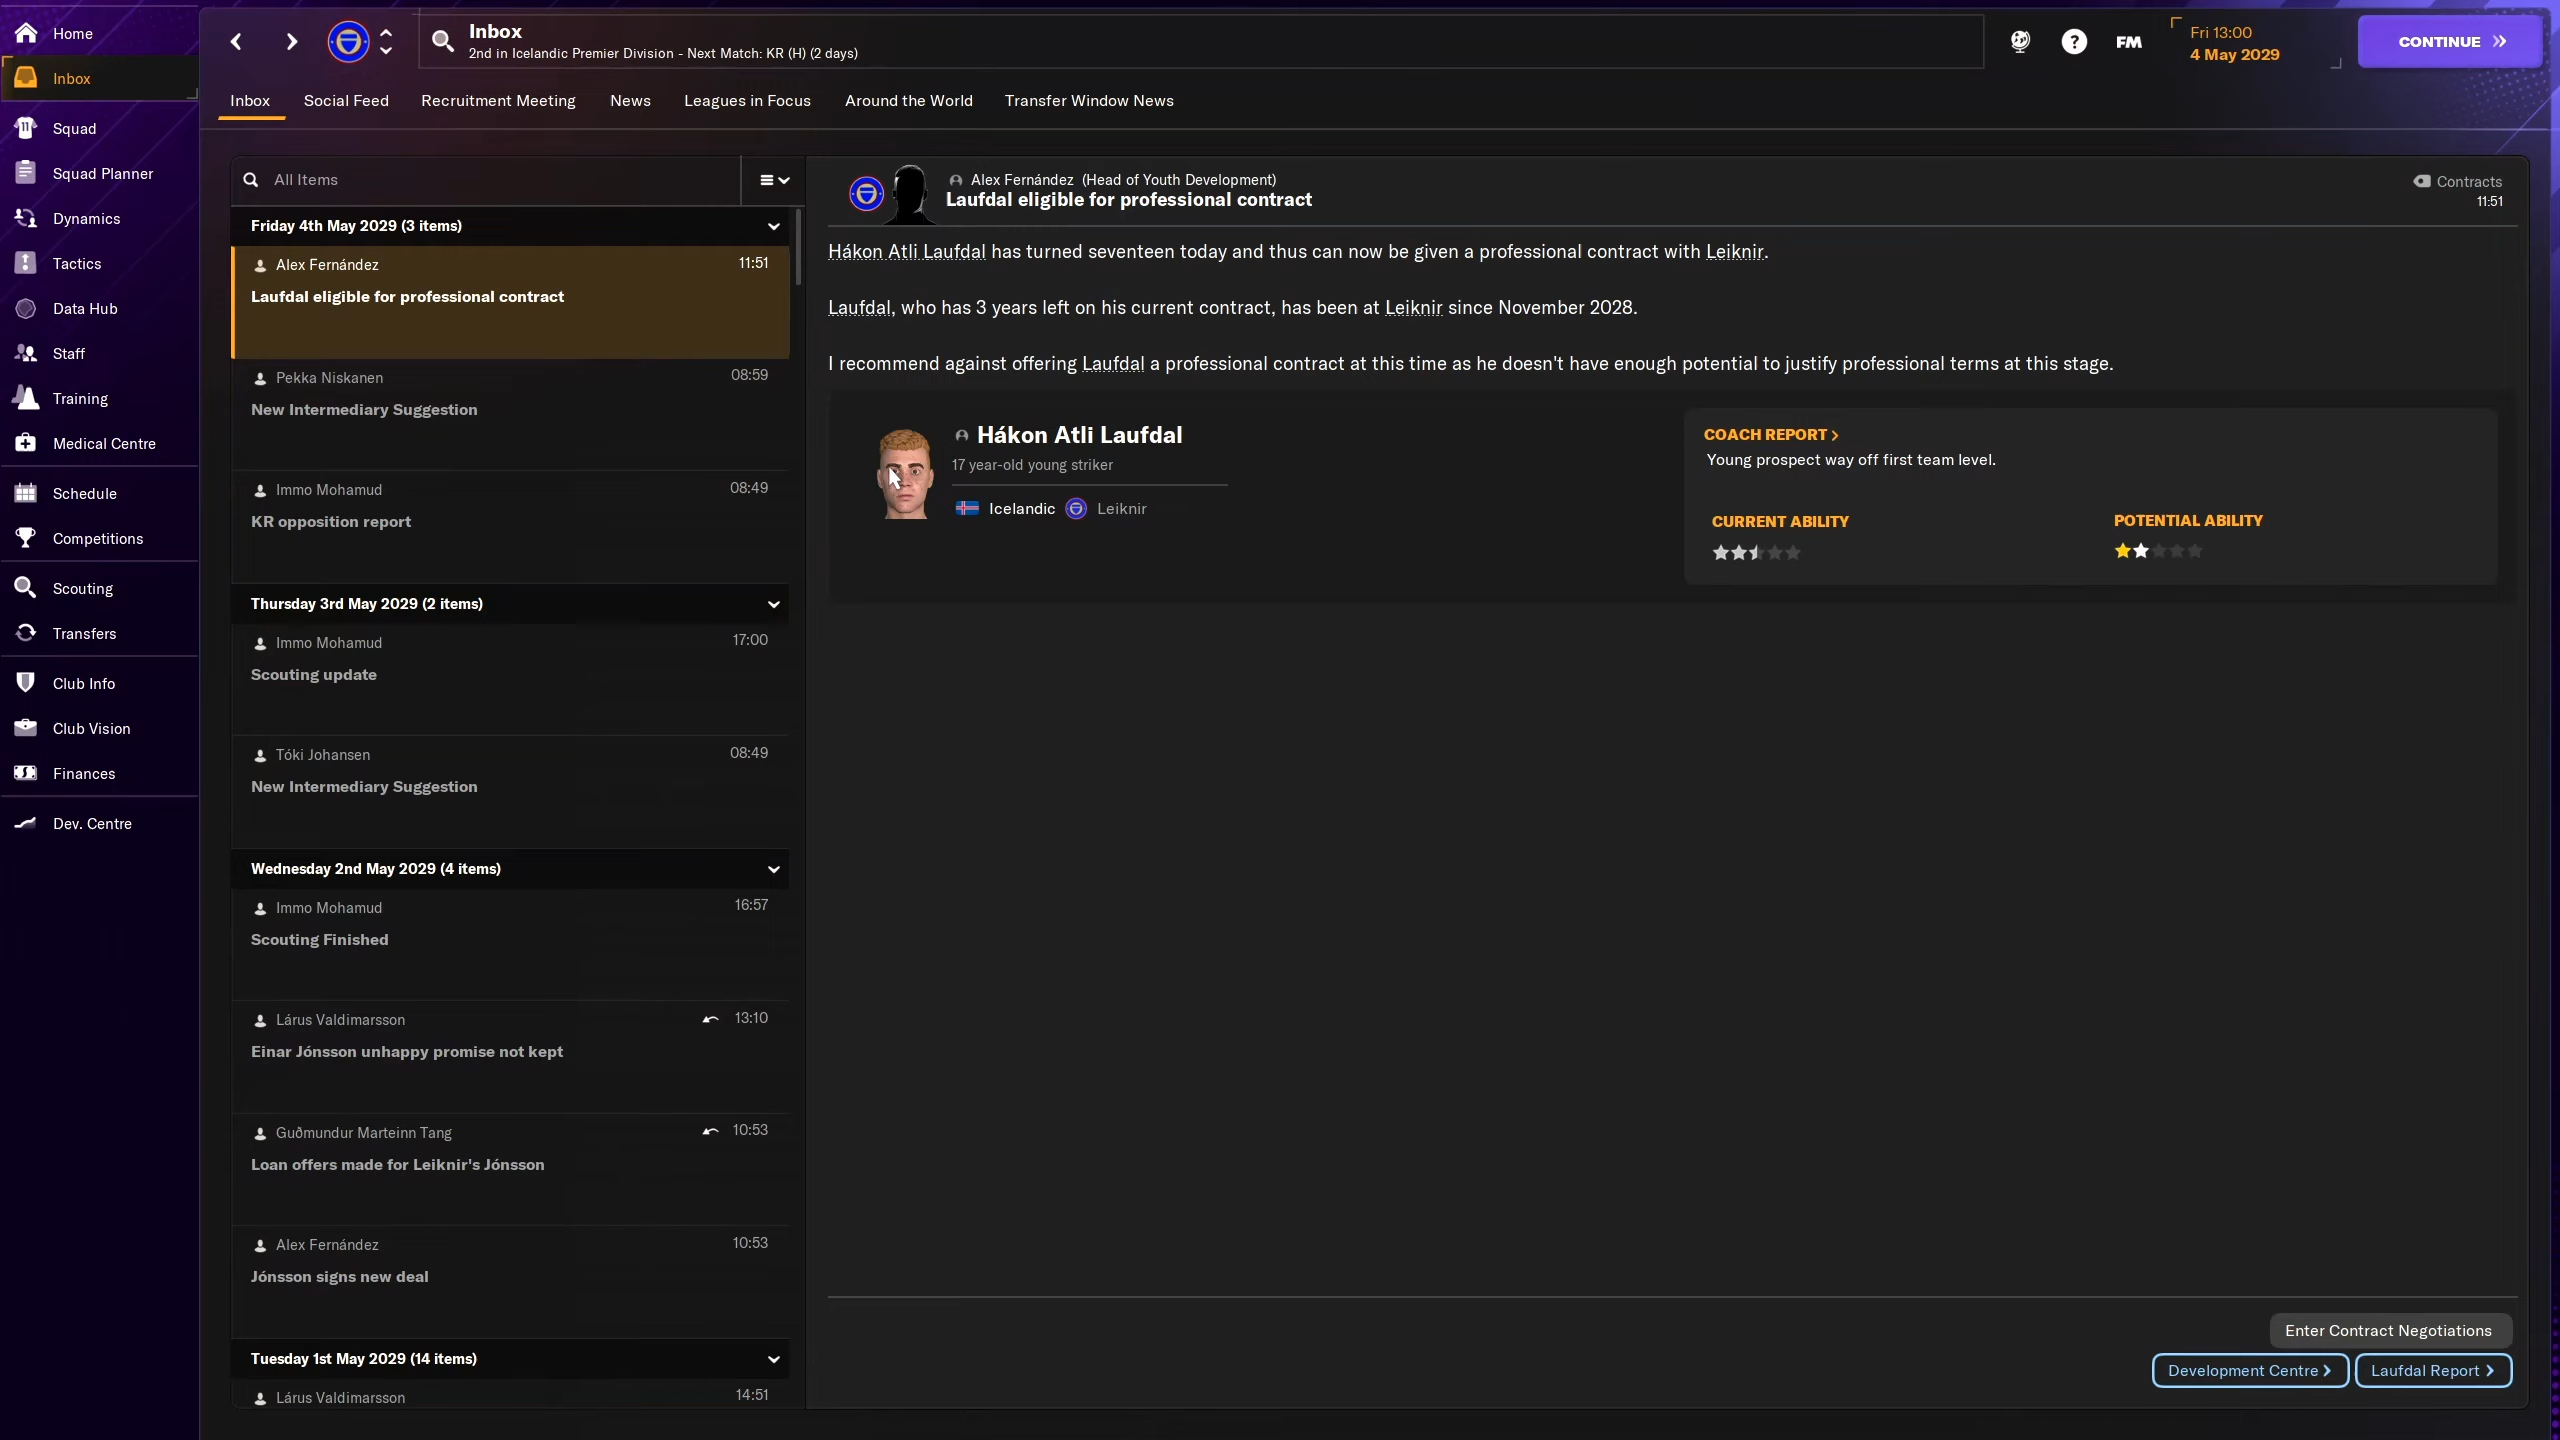 Home
Inbox
Squad
Squad Planner
Dynamics
Tactics
Data Hub
Staff
Training
Medical Centre
Schedule
Competitions
Scouting
Transfers
Club Info
Club Vision
Finances
Dev. Centre
Inbox
2nd in Icelandic Premier Division - Next Match: KR (H) (2 days)
?
FM
Fri 13:00
4 May 2029
CONTINUE
Inbox Social Feed Recruitment Meeting News Leagues in Focus Around the World Transfer Window News
All Items
Friday 4th May 2029 (3 items)
Alex Fernández 11:51
Laufdal eligible for professional contract
Pekka Niskanen 08:59
New Intermediary Suggestion
Immo Mohamud 08:49
KR opposition report
Thursday 3rd May 2029 (2 items)
Immo Mohamud 17:00
Scouting update
Tóki Johansen 08:49
New Intermediary Suggestion
Wednesday 2nd May 2029 (4 items)
Immo Mohamud 16:57
Scouting Finished
Lárus Valdimarsson 13:10
Einar Jónsson unhappy promise not kept
Guðmundur Marteinn Tang 10:53
Loan offers made for Leiknir's Jónsson
Alex Fernández 10:53
Jónsson signs new deal
Tuesday 1st May 2029 (14 items)
Lárus Valdimarsson 14:51
Alex Fernández (Head of Youth Development)
Laufdal eligible for professional contract
Contracts
11:51
Hákon Atli Laufdal has turned seventeen today and thus can now be given a professional contract with Leiknir.
Laufdal, who has 3 years left on his current contract, has been at Leiknir since November 2028.
I recommend against offering Laufdal a professional contract at this time as he doesn't have enough potential to justify professional terms at this stage.
Hákon Atli Laufdal
17 year-old young striker
Icelandic Leiknir
COACH REPORT
Young prospect way off first team level.
CURRENT ABILITY
POTENTIAL ABILITY
Enter Contract Negotiations
Development Centre
Laufdal Report